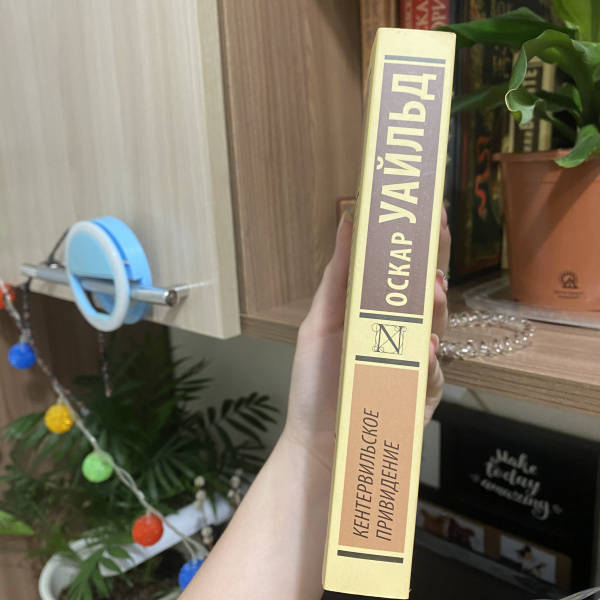 ОСКАР УАЙЛЬД
N
КЕНТЕРВИЛЬСКОЕ
ПРИВИДЕНИЕ
Make
today
amazing